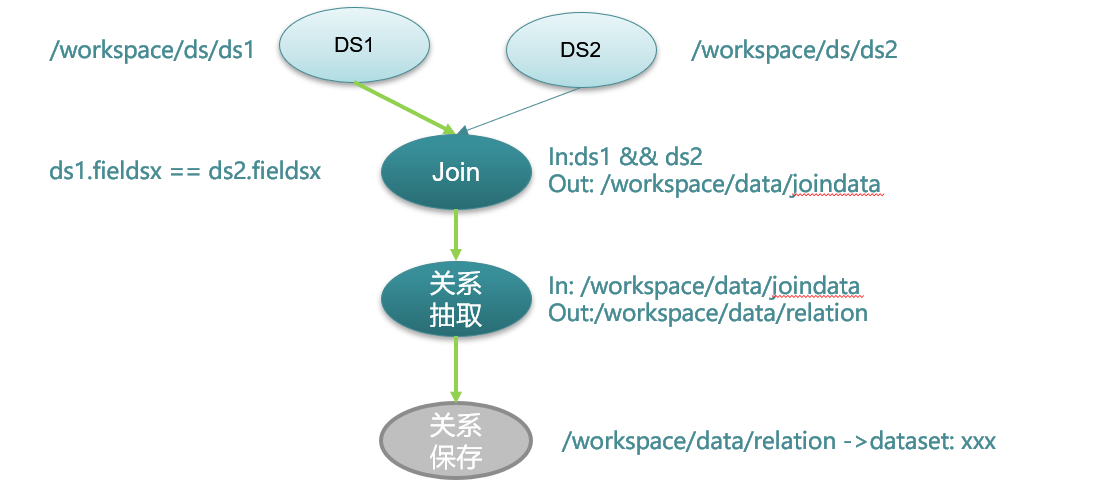 /workspace/ds/ds1
DS1
DS2
/workspace/ds/ds2
ds1.fieldsx == ds2.fieldsx
Join
In:ds1 && ds2
Out: /workspace/data/joindata
关系
抽取
In: /workspace/data/joindata
Out:/workspace/data/relation
关系
保存
/workspace/data/relation ->dataset: xxx